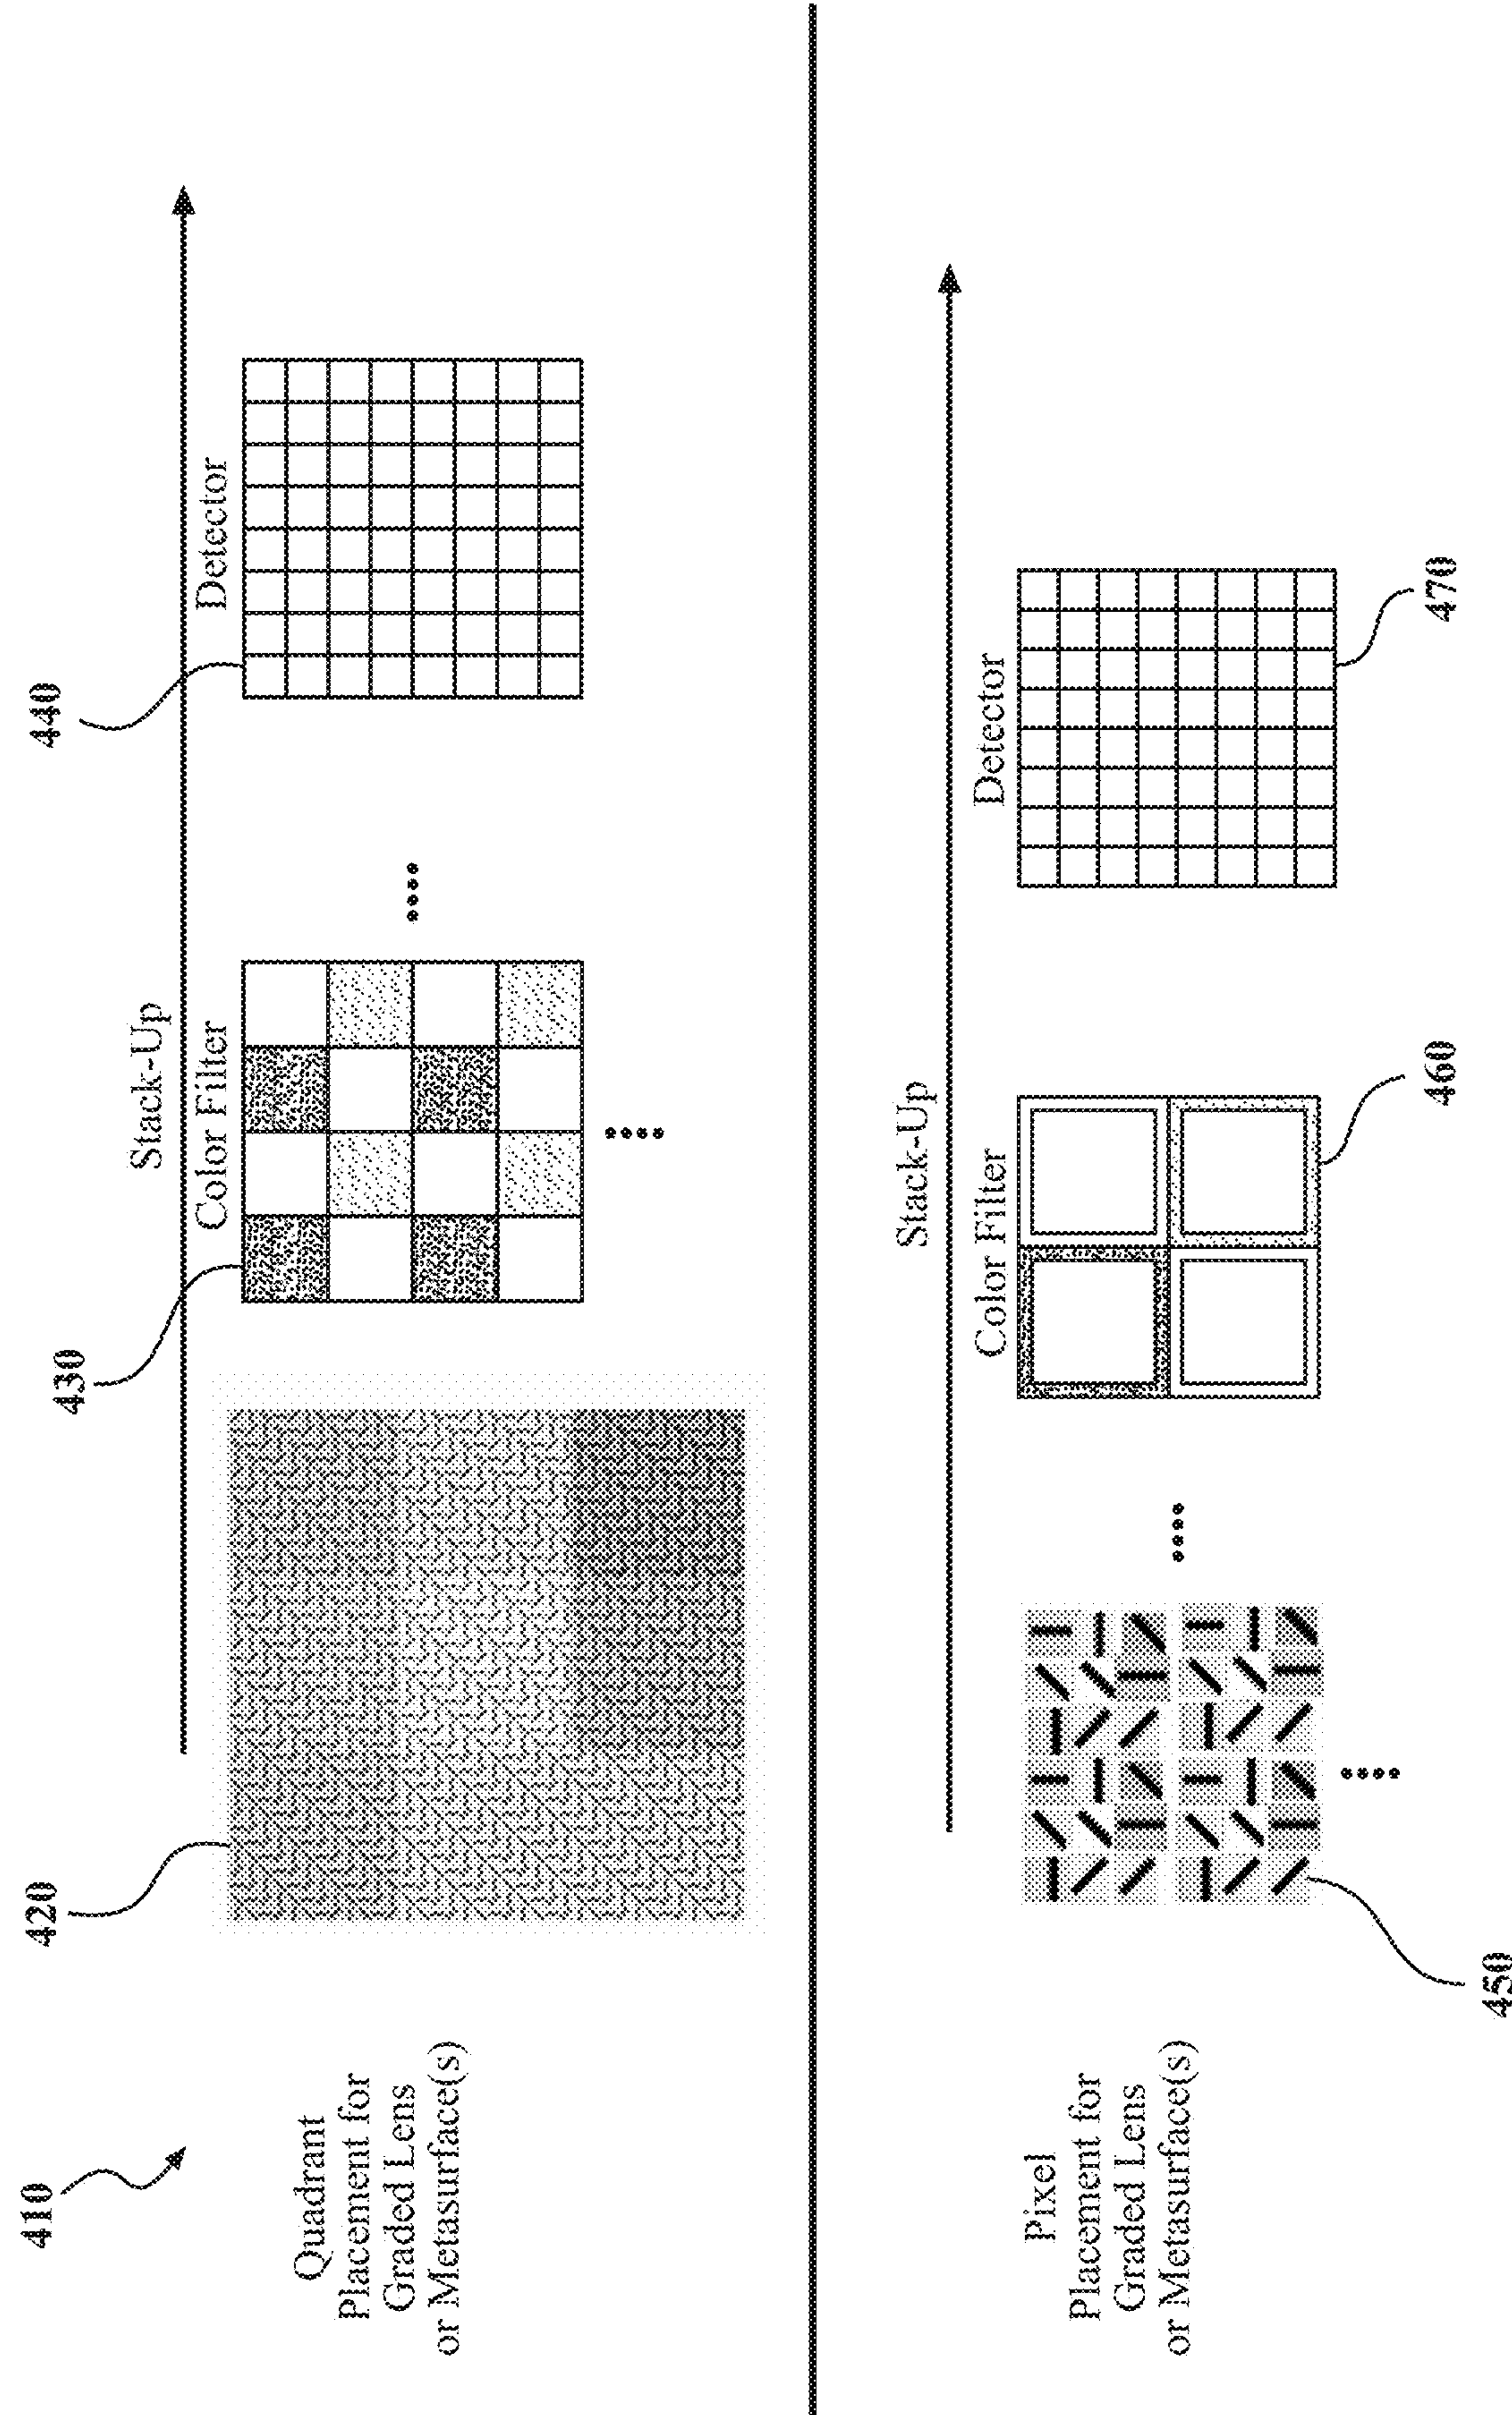 410
Quadrant
Placement for
Graded Lens
or Metasurface(s)
420
Stack-Up
430
Color Filter
440
Detector
Pixel
Placement for
Graded Lens
or Metasurface(s)
450
Stack-Up
Color Filter
460
Detector
470